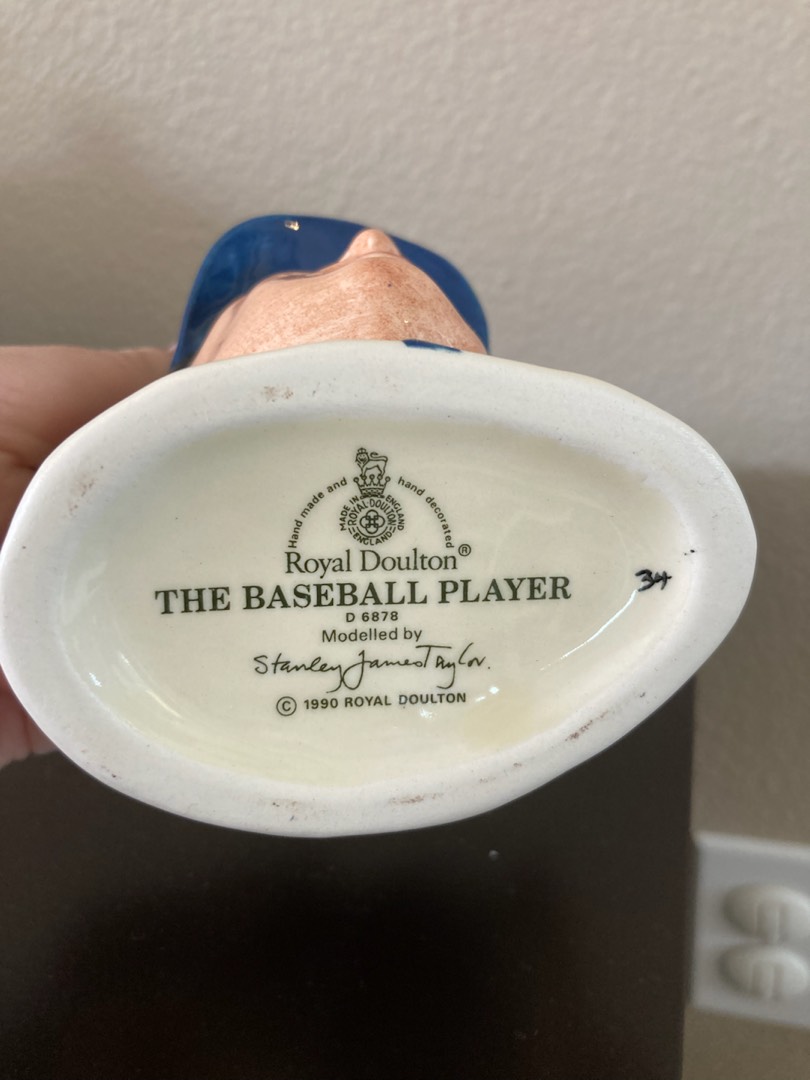 Hand made and hand decorated
MADE IN ENGLAND
ROYAL·DOULTON
ENGLAND
Royal Doulton®
THE BASEBALL PLAYER
D 6878
Modelled by
Stanley James Taylor.
© 1990 ROYAL DOULTON
34